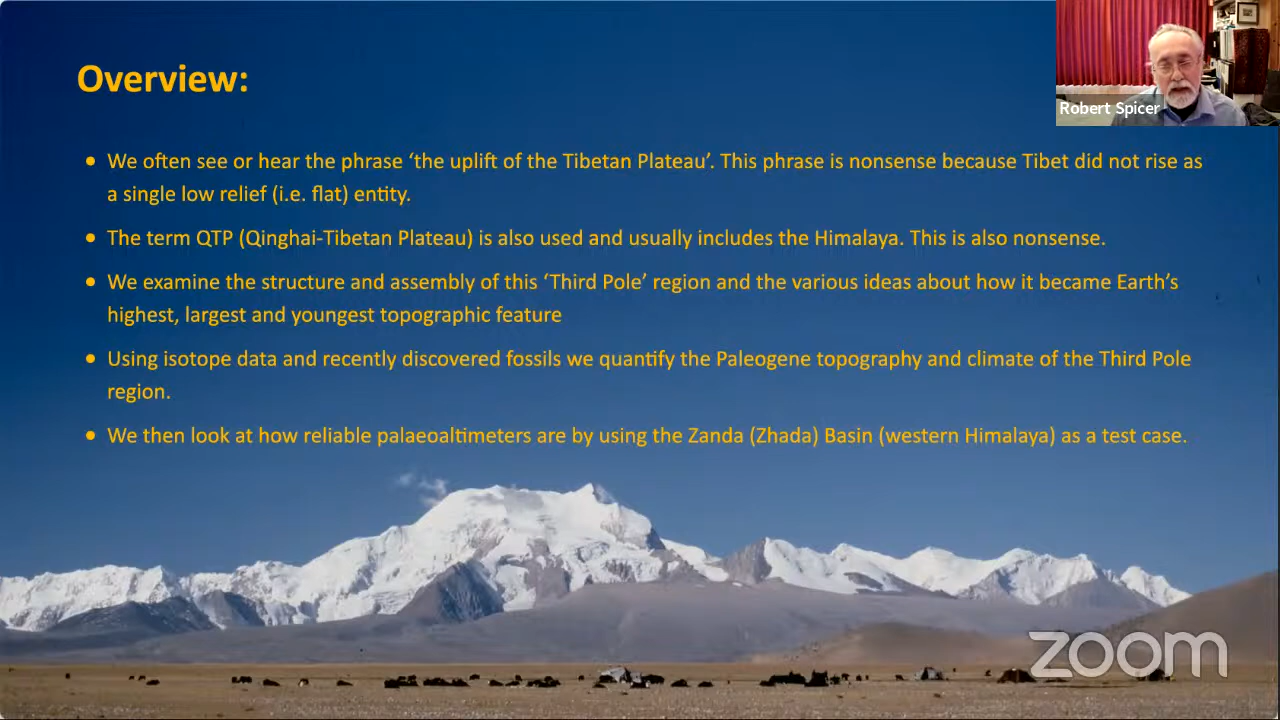 Overview:
Robert Spicer
• We often see or hear the phrase ‘the uplift of the Tibetan Plateau’. This phrase is nonsense because Tibet did not rise as
a single low relief (i.e. flat) entity.
• The term QTP (Qinghai-Tibetan Plateau) is also used and usually includes the Himalaya. This is also nonsense.
• We examine the structure and assembly of this ‘Third Pole’ region and the various ideas about how it became Earth’s
highest, largest and youngest topographic feature
• Using isotope data and recently discovered fossils we quantify the Paleogene topography and climate of the Third Pole
region.
• We then look at how reliable palaeoaltimeters are by using the Zanda (Zhada) Basin (western Himalaya) as a test case.
zoom